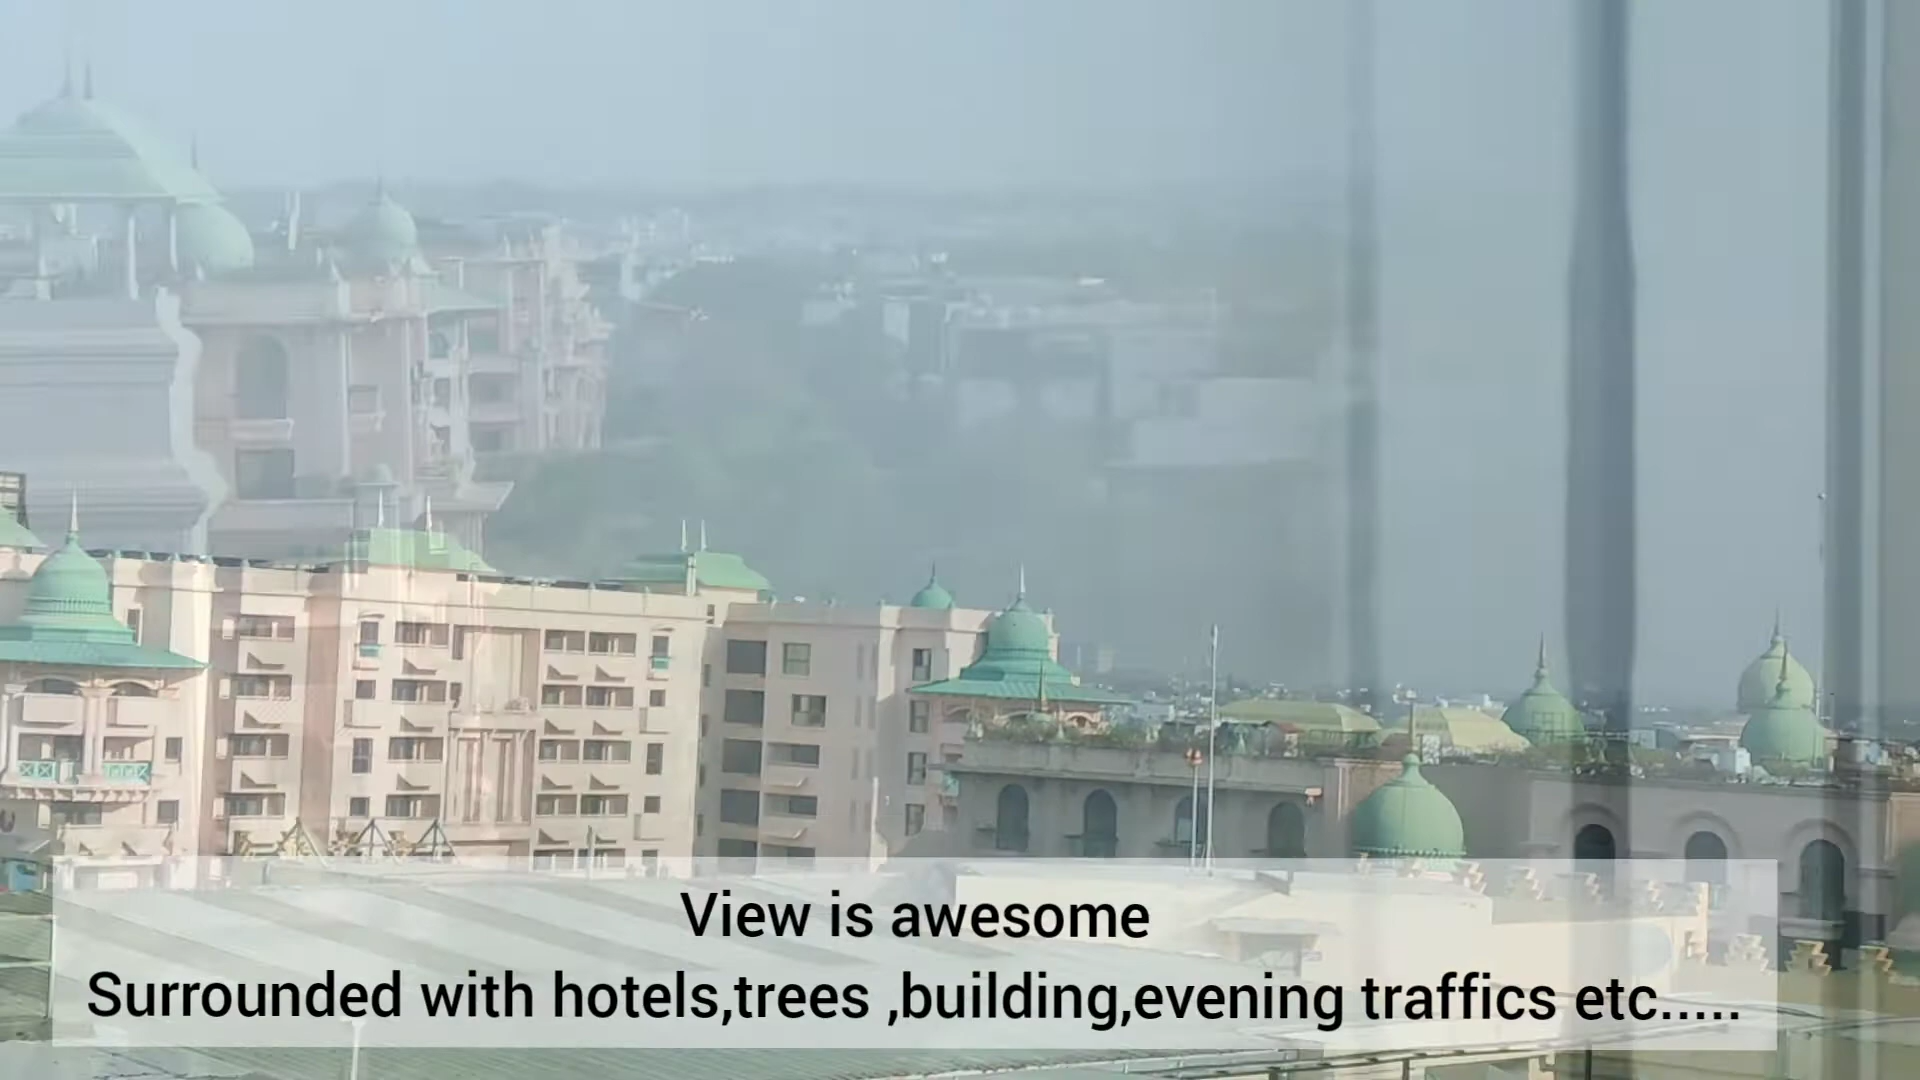 View is awesome
Surrounded with hotels,trees ,building,evening traffics etc.....